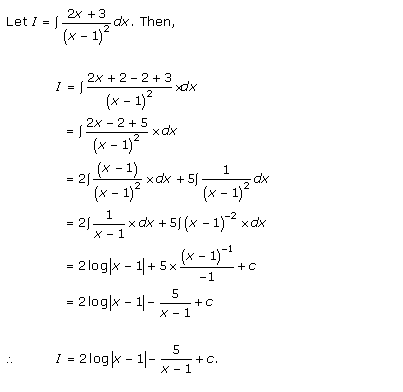 Let I = ∫ (2x + 3)/(x − 1)² dx. Then,
I = ∫ (2x + 2 − 2 + 3)/(x − 1)² × dx
= ∫ (2x − 2 + 5)/(x − 1)² × dx
= 2∫ (x − 1)/(x − 1)² × dx + 5∫ 1/(x − 1)² dx
= 2∫ 1/(x − 1) × dx + 5∫ (x − 1)⁻² × dx
= 2 log|x − 1| + 5 × (x − 1)⁻¹/−1 + c
= 2 log|x − 1| − 5/(x − 1) + c
∴ I = 2 log|x − 1| − 5/(x − 1) + c.